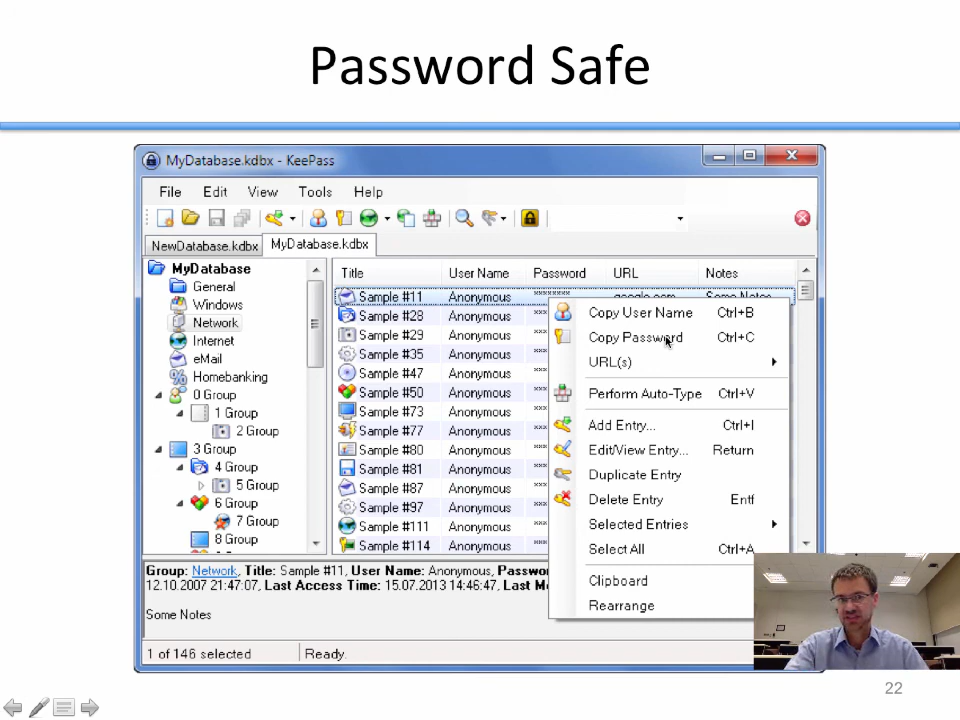 Password Safe
MyDatabase.kdbx - KeePass
File Edit View Tools Help
NewDatabase.kdbx MyDatabase.kdbx
MyDatabase
General
Windows
Network
Internet
eMail
Homebanking
0 Group
1 Group
2 Group
3 Group
4 Group
5 Group
6 Group
7 Group
8 Group
Title User Name Password URL Notes
Sample #11 Anonymous ******** google.com Some Notes
Sample #28 Anonymous ***
Sample #29 Anonymous ***
Sample #35 Anonymous ***
Sample #47 Anonymous ***
Sample #50 Anonymous ***
Sample #73 Anonymous ***
Sample #77 Anonymous ***
Sample #80 Anonymous ***
Sample #81 Anonymous ***
Sample #87 Anonymous ***
Sample #97 Anonymous ***
Sample #111 Anonymous ***
Sample #114 Anonymous ***
Copy User Name Ctrl+B
Copy Password Ctrl+C
URL(s)
Perform Auto-Type Ctrl+V
Add Entry... Ctrl+I
Edit/View Entry... Return
Duplicate Entry
Delete Entry Entf
Selected Entries
Select All Ctrl+A
Clipboard
Rearrange
Group: Network, Title: Sample #11, User Name: Anonymous, Passwo
12.10.2007 21:47:07, Last Access Time: 15.07.2013 14:46:47, Last M
Some Notes
1 of 146 selected Ready.
22